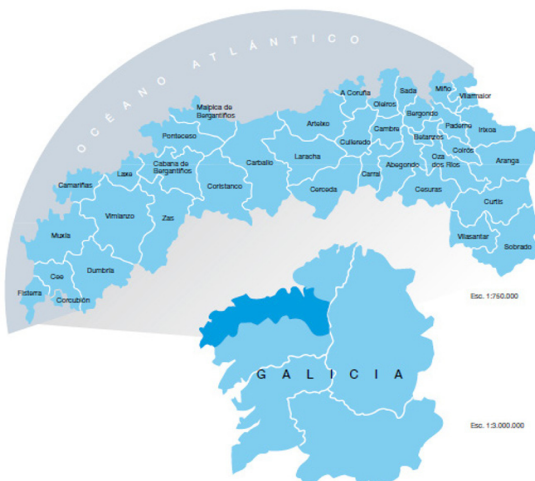 OCÉANO ATLÁNTICO
A Coruña
Sada
Miño
Vilarmaior
Oleiros
Bergondo
Malpica de
Bergantiños
Arteixo
Paderne
Irixoa
Ponteceso
Culleredo
Cambre
Betanzos
Coirós
Laxe
Cabana de
Bergantiños
Carballo
Laracha
Carral
Abegondo
Oza
dos Ríos
Aranga
Camariñas
Coristanco
Cerceda
Cesuras
Vimianzo
Zas
Curtis
Muxía
Vilasantar
Sobrado
Cee
Dumbría
Fisterra
Corcubión
Esc. 1:760.000
GALICIA
Esc. 1:3.000.000